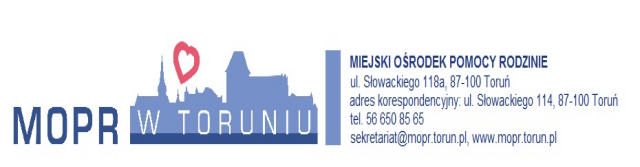 MOPR W TORUNIU
MIEJSKI OŚRODEK POMOCY RODZINIE
ul. Słowackiego 118a, 87-100 Toruń
adres korespondencyjny: ul. Słowackiego 114, 87-100 Toruń
tel. 56 650 85 65
sekretariat@mopr.torun.pl, www.mopr.torun.pl